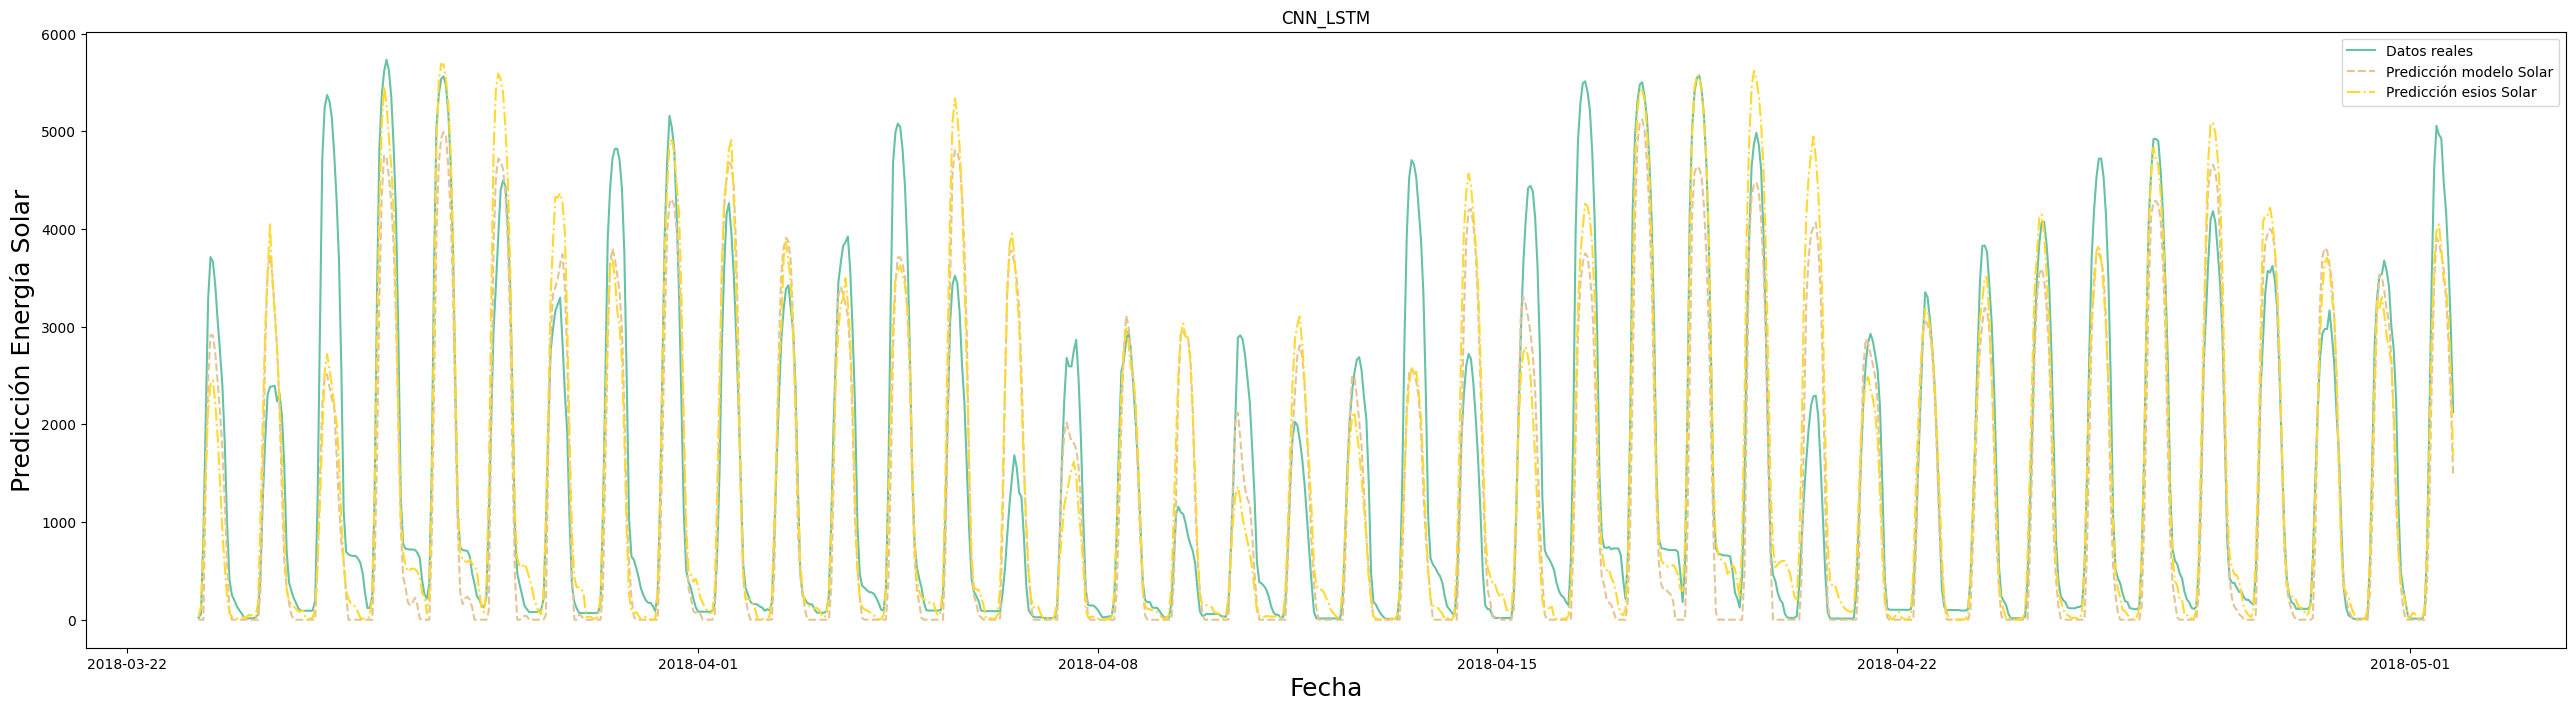 CNN_LSTM
Datos reales
Predicción modelo Solar
Predicción esios Solar
Predicción Energía Solar
6000
5000
4000
3000
2000
1000
0
2018-03-22
2018-04-01
2018-04-08
2018-04-15
2018-04-22
2018-05-01
Fecha